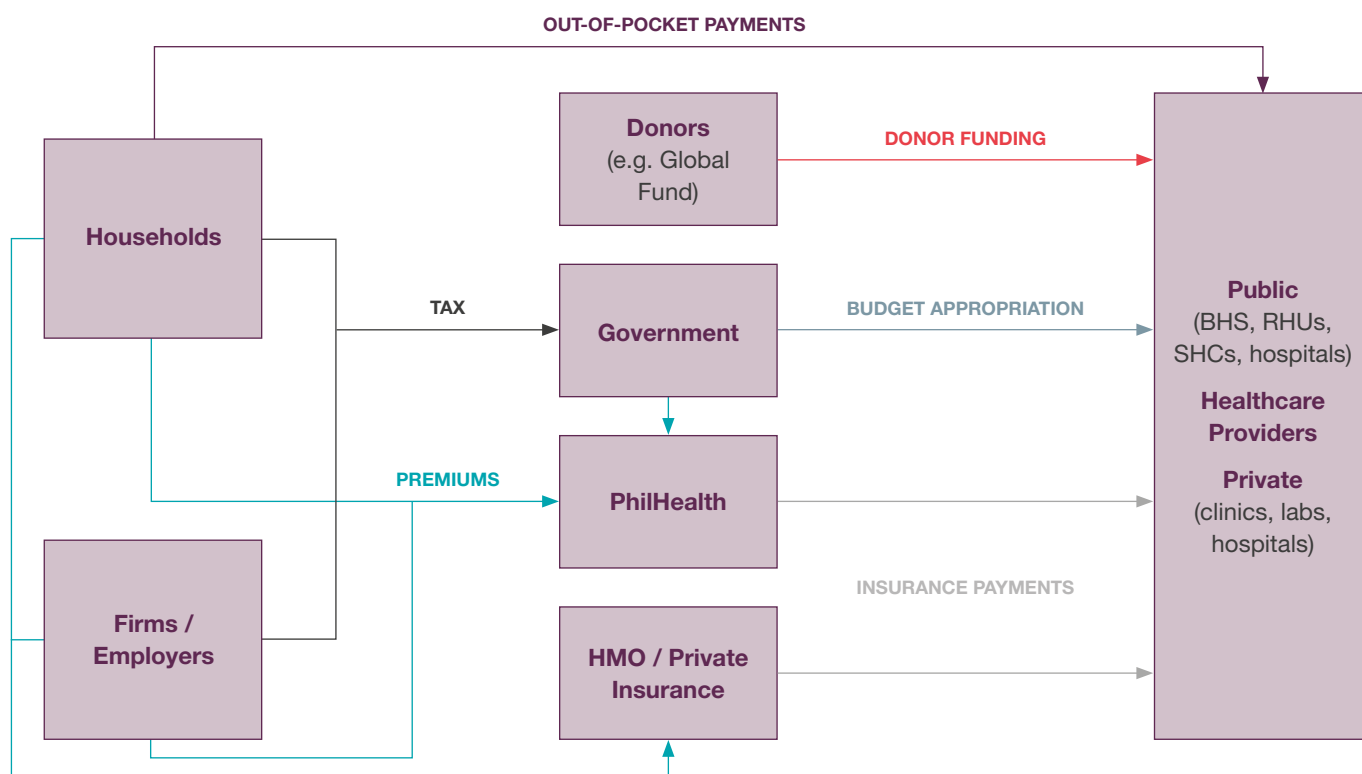 OUT-OF-POCKET PAYMENTS
Donors
(e.g. Global
Fund)
DONOR FUNDING
Households
TAX
Government
BUDGET APPROPRIATION
Public
(BHS, RHUs,
SHCs, hospitals)
Healthcare
Providers
Private
(clinics, labs,
hospitals)
PREMIUMS
PhilHealth
INSURANCE PAYMENTS
Firms /
Employers
HMO / Private
Insurance